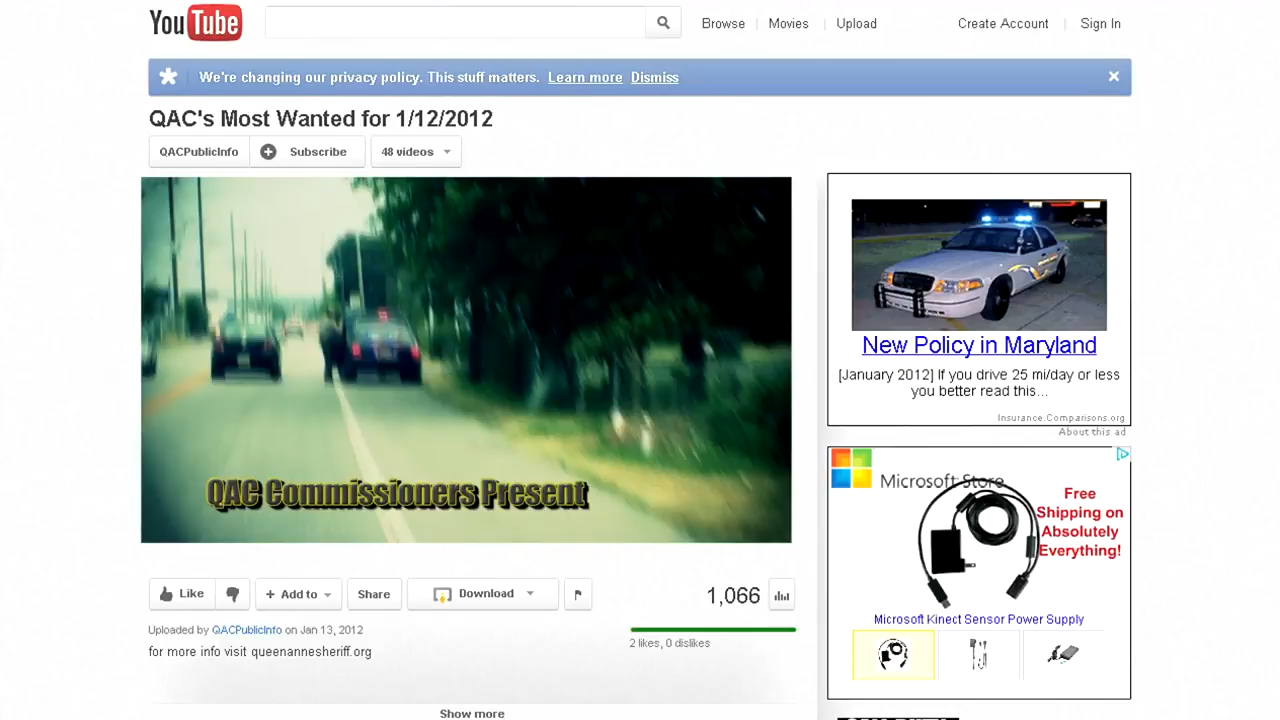 YouTube
Browse
Movies
Upload
Create Account
Sign In
We're changing our privacy policy. This stuff matters. Learn more Dismiss
QAC's Most Wanted for 1/12/2012
QACPublicInfo
Subscribe
48 videos
QAC Commissioners Present
New Policy in Maryland
[January 2012] If you drive 25 mi/day or less
you better read this...
Insurance.Comparisons.org
About this ad
Microsoft Store
Free
Shipping on
Absolutely
Everything!
Microsoft Kinect Sensor Power Supply
Like
+ Add to
Share
Download
1,066
Uploaded by QACPublicInfo on Jan 13, 2012
2 likes, 0 dislikes
for more info visit queenannesheriff.org
Show more